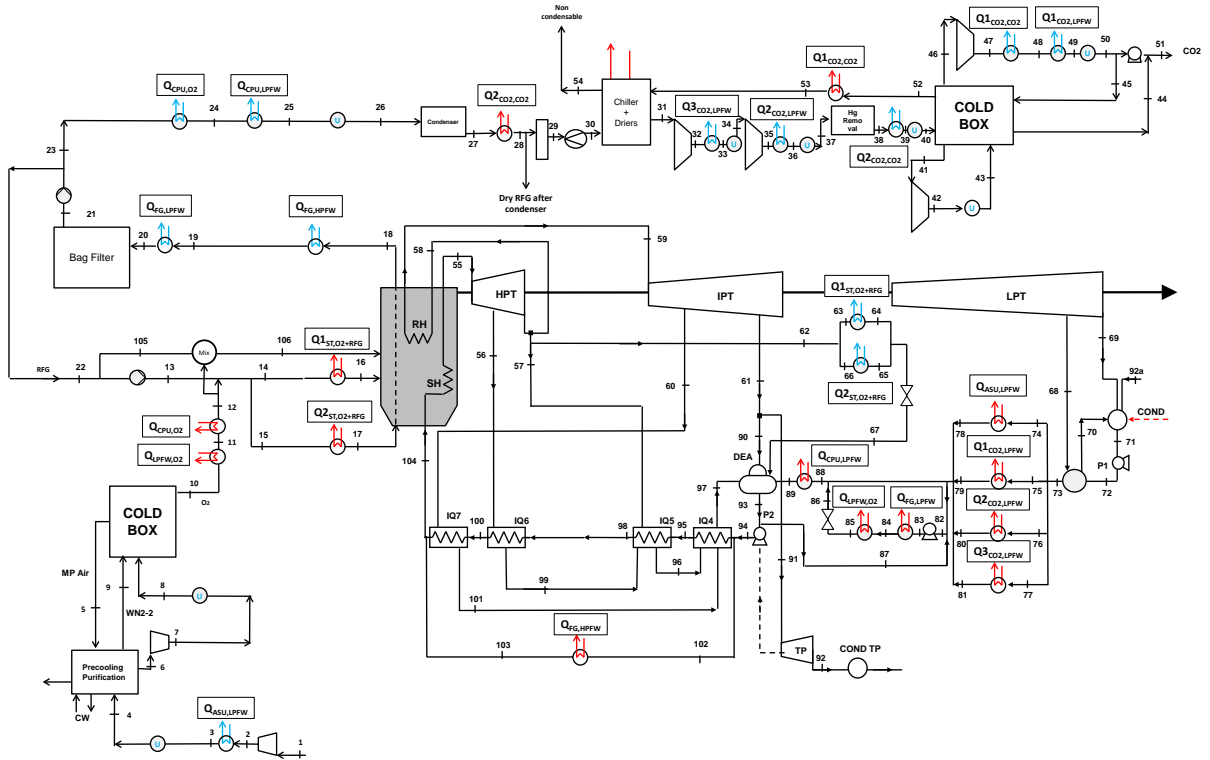 Non
condensable
Q1CO2,CO2
Q1CO2,LPFW
46
47
48
49
U
50
51
CO2
QCPU,O2
QCPU,LPFW
Q2CO2,CO2
54
Q1CO2,CO2
53
52
45
44
24
25
U
26
Condenser
27
28
29
30
Chiller
+
Driers
31
Q3CO2,LPFW
Q2CO2,LPFW
32
33
U
34
35
36
U
37
Hg
Remo
val
38
39
U
40
COLD
BOX
Q2CO2,CO2
41
42
U
43
23
Dry RFG after
condenser
21
QFG,LPFW
QFG,HPFW
Bag Filter
20
19
18
58
55
59
HPT
IPT
Q1ST,O2+RFG
LPT
RH
SH
63
64
62
66
65
Q2ST,O2+RFG
56
57
60
61
67
68
69
92a
COND
70
71
P1
72
73
105
Mix
106
Q1ST,O2+RFG
RFG
22
13
14
16
12
QCPU,O2
11
QLPFW,O2
Q2ST,O2+RFG
15
17
104
10
O2
COLD
BOX
90
DEA
QCPU,LPFW
88
89
97
93
P2
94
86
QLPFW,O2
QFG,LPFW
85
84
83
82
87
91
QASU,LPFW
78
74
Q1CO2,LPFW
79
75
Q2CO2,LPFW
80
76
Q3CO2,LPFW
81
77
IQ7
100
IQ6
98
IQ5
95
IQ4
96
99
101
QFG,HPFW
103
102
MP Air
5
9
8
U
WN2-2
7
6
Precooling
Purification
CW
4
QASU,LPFW
U
3
2
1
TP
92
COND TP